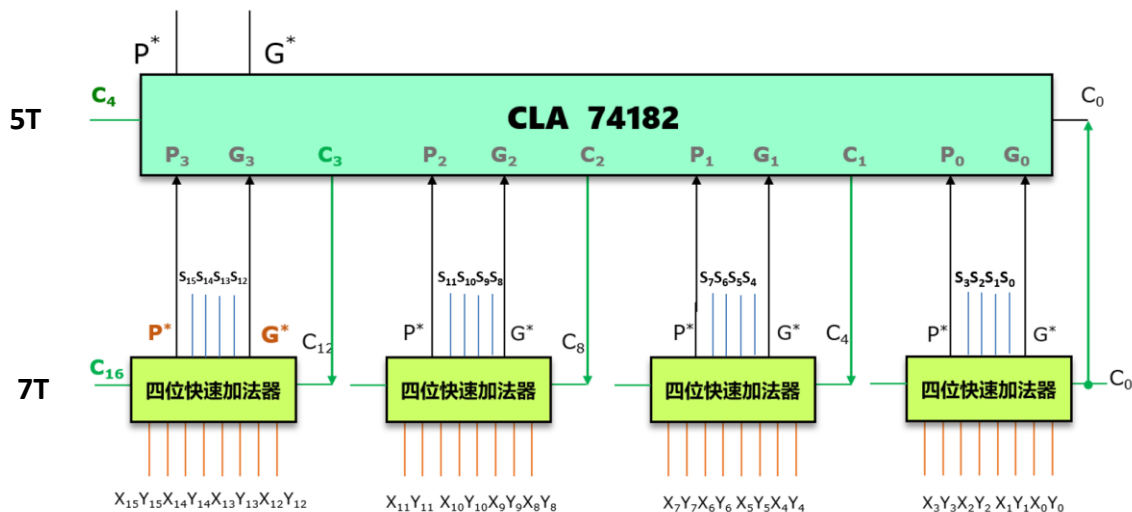 P* G*
C₄ C₀
5T CLA 74182
P₃ G₃ C₃ P₂ G₂ C₂ P₁ G₁ C₁ P₀ G₀
S₁₅S₁₄S₁₃S₁₂ S₁₁S₁₀S₉S₈ S₇S₆S₅S₄ S₃S₂S₁S₀
P* G* C₁₂ P* G* C₈ P* G* C₄ P* G*
C₁₆ C₀
7T 四位快速加法器 四位快速加法器 四位快速加法器 四位快速加法器
X₁₅Y₁₅X₁₄Y₁₄X₁₃Y₁₃X₁₂Y₁₂ X₁₁Y₁₁ X₁₀Y₁₀X₉Y₉X₈Y₈ X₇Y₇X₆Y₆ X₅Y₅X₄Y₄ X₃Y₃X₂Y₂ X₁Y₁X₀Y₀